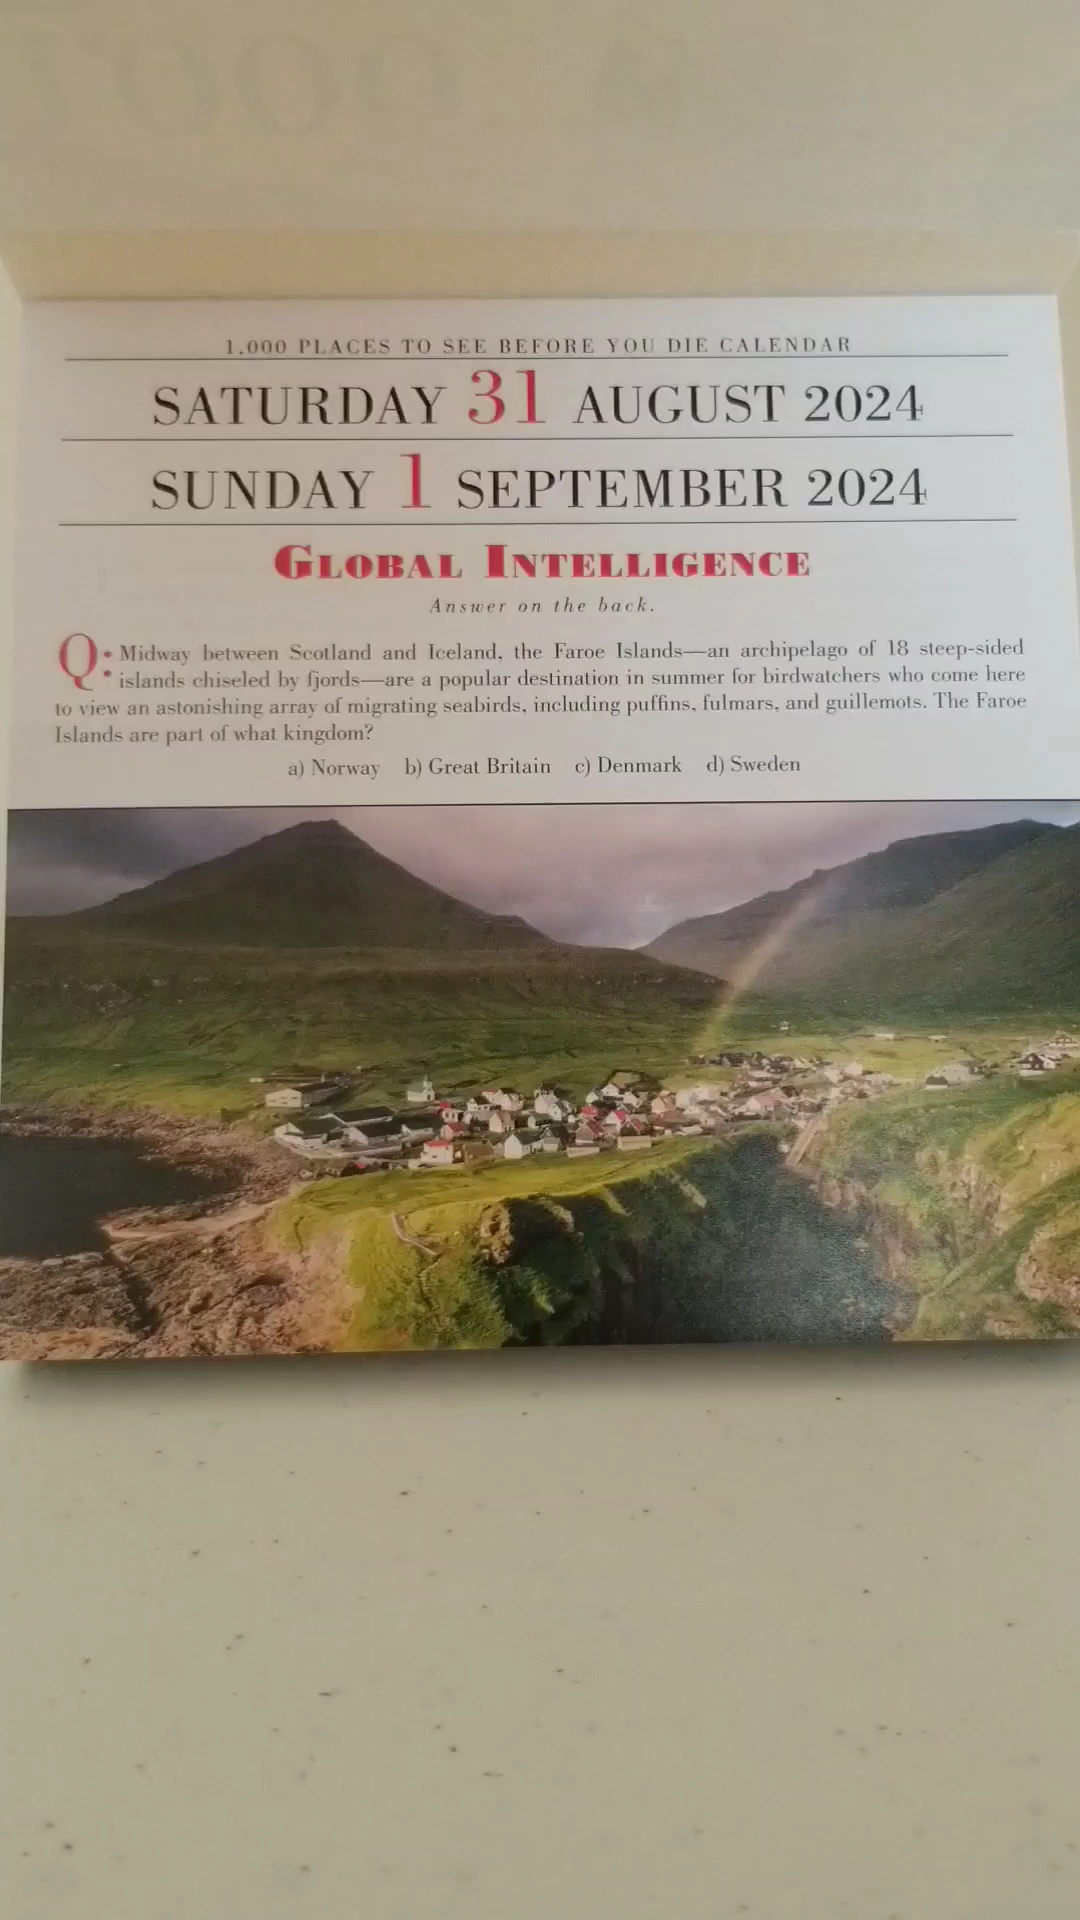 1,000 PLACES TO SEE BEFORE YOU DIE CALENDAR
SATURDAY 31 AUGUST 2024
SUNDAY 1 SEPTEMBER 2024
GLOBAL INTELLIGENCE
Answer on the back.
Q: Midway between Scotland and Iceland, the Faroe Islands—an archipelago of 18 steep-sided
islands chiseled by fjords—are a popular destination in summer for birdwatchers who come here
to view an astonishing array of migrating seabirds, including puffins, fulmars, and guillemots. The Faroe
Islands are part of what kingdom?
a) Norway b) Great Britain c) Denmark d) Sweden